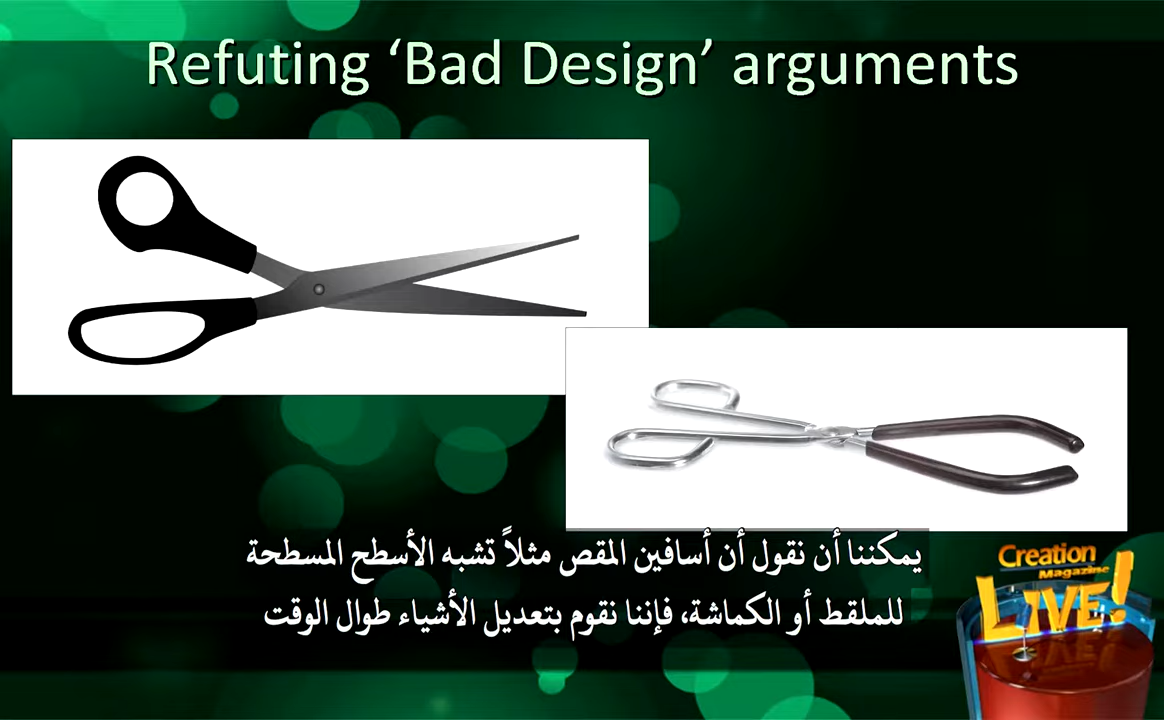 Refuting ‘Bad Design’ arguments
يمكننا أن نقول أن أسافين المقص مثلاً تشبه الأسطح المسطحة
للملقط أو الكماشة، فإننا نقوم بتعديل الأشياء طوال الوقت
Creation
Magazine
LIVE!